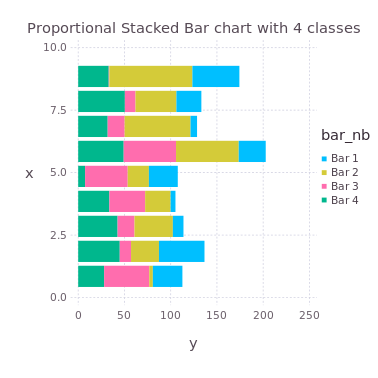 Proportional Stacked Bar chart with 4 classes
10.0
7.5
5.0
2.5
0.0
x
0 50 100 150 200 250
y
bar_nb
Bar 1
Bar 2
Bar 3
Bar 4